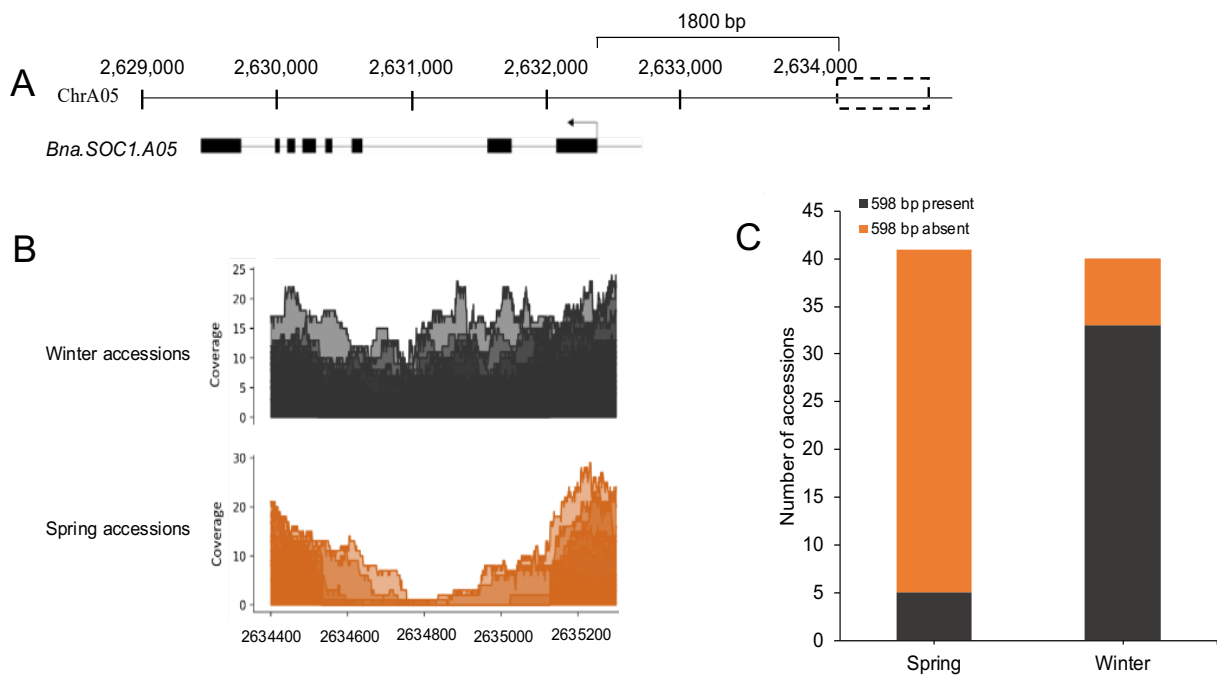 1800 bp
A
2,629,000 2,630,000 2,631,000 2,632,000 2,633,000 2,634,000
ChrA05
Bna.SOC1.A05
B
Winter accessions
Coverage
25
20
15
10
5
0
Spring accessions
Coverage
30
20
10
0
2634400 2634600 2634800 2635000 2635200
C
598 bp present
598 bp absent
Number of accessions
45
40
35
30
25
20
15
10
5
0
Spring Winter